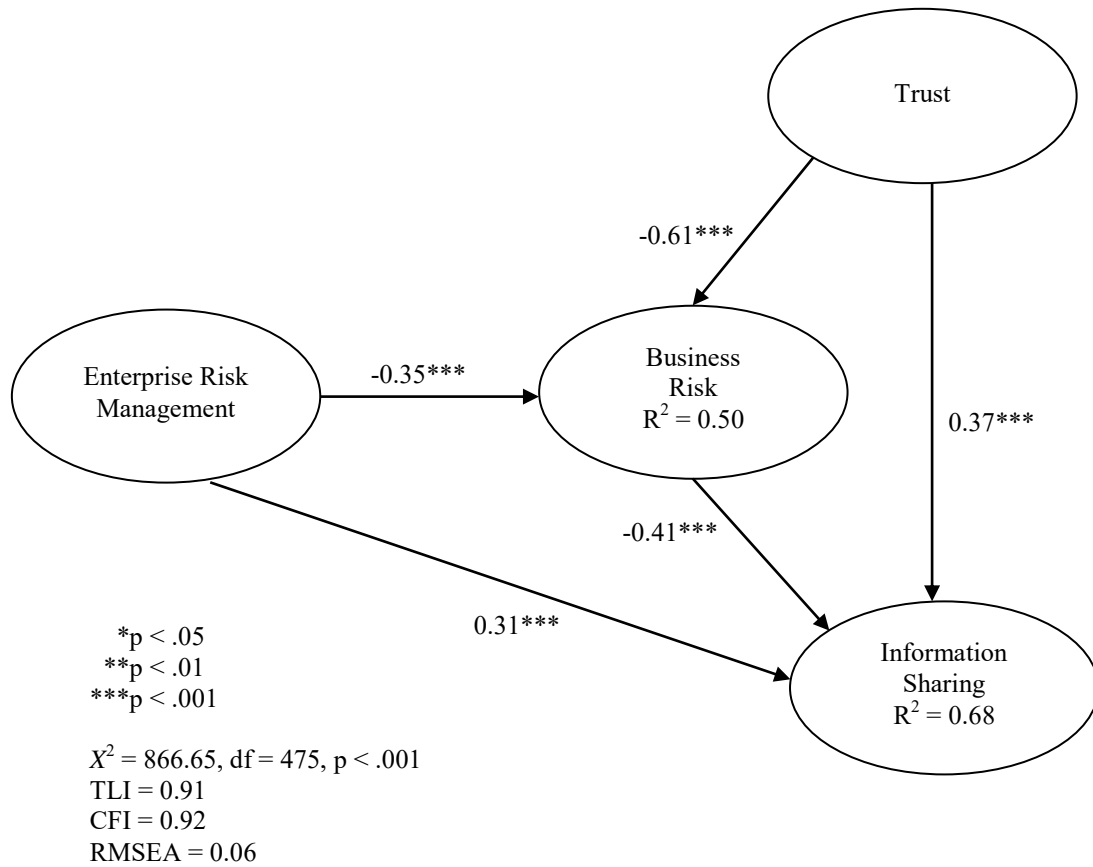 Trust
-0.61***
Enterprise Risk
Management
-0.35***
Business
Risk
R² = 0.50
0.37***
-0.41***
0.31***
Information
Sharing
R² = 0.68
*p < .05
**p < .01
***p < .001
X² = 866.65, df = 475, p < .001
TLI = 0.91
CFI = 0.92
RMSEA = 0.06